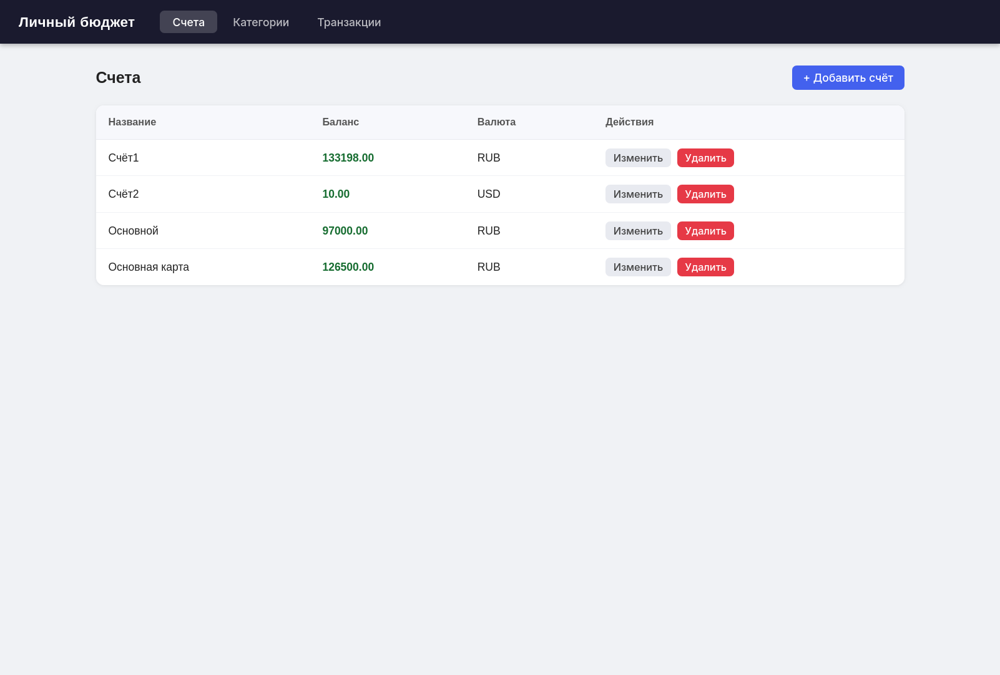 Личный бюджет Счета Категории Транзакции
Счета + Добавить счёт
Название Баланс Валюта Действия
Счёт1 133198.00 RUB Изменить Удалить
Счёт2 10.00 USD Изменить Удалить
Основной 97000.00 RUB Изменить Удалить
Основная карта 126500.00 RUB Изменить Удалить